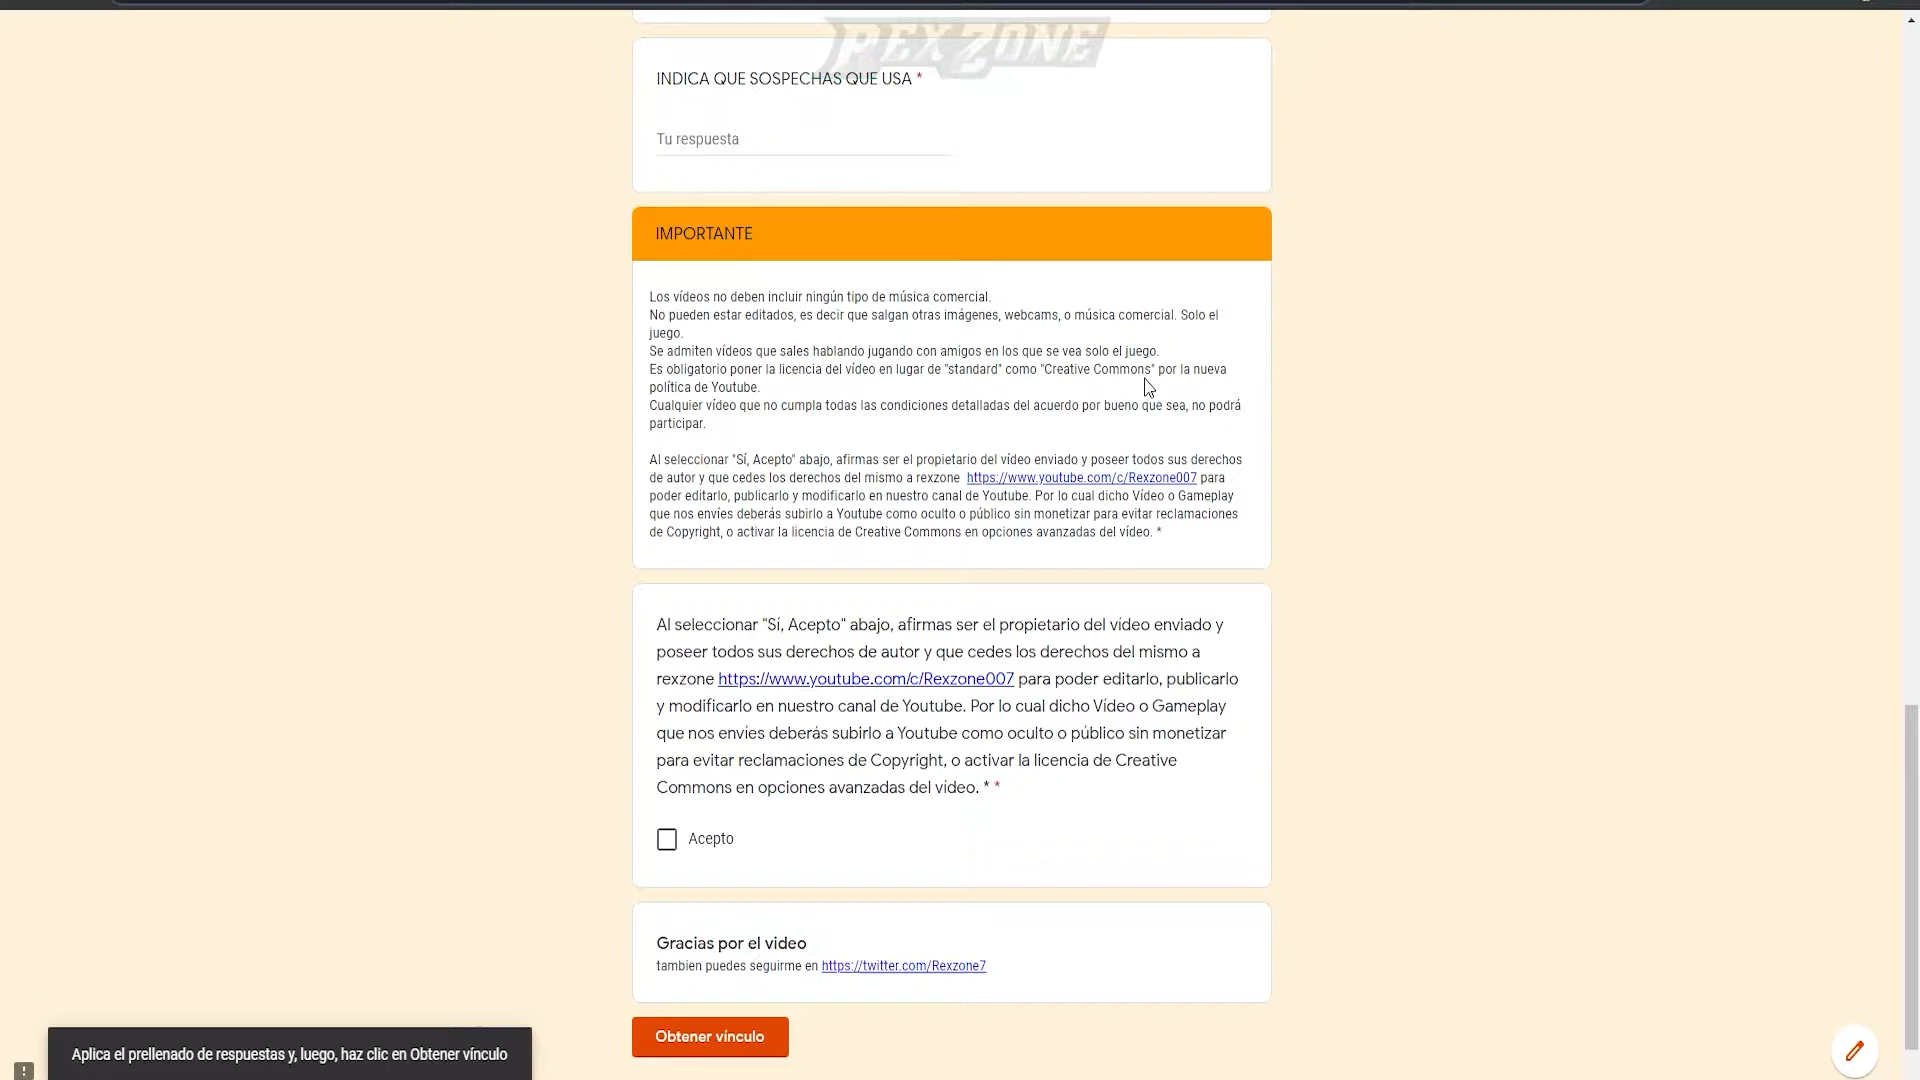 REX ZONE
INDICA QUE SOSPECHAS QUE USA *
Tu respuesta
IMPORTANTE
Los vídeos no deben incluir ningún tipo de música comercial.
No pueden estar editados, es decir que salgan otras imágenes, webcams, o música comercial. Solo el
juego.
Se admiten vídeos que sales hablando jugando con amigos en los que se vea solo el juego.
Es obligatorio poner la licencia del vídeo en lugar de "standard" como "Creative Commons" por la nueva
política de Youtube.
Cualquier vídeo que no cumpla todas las condiciones detalladas del acuerdo por bueno que sea, no podrá
participar.
Al seleccionar "Sí, Acepto" abajo, afirmas ser el propietario del vídeo enviado y poseer todos sus derechos
de autor y que cedes los derechos del mismo a rexzone https://www.youtube.com/c/Rexzone007 para
poder editarlo, publicarlo y modificarlo en nuestro canal de Youtube. Por lo cual dicho Vídeo o Gameplay
que nos envíes deberás subirlo a Youtube como oculto o público sin monetizar para evitar reclamaciones
de Copyright, o activar la licencia de Creative Commons en opciones avanzadas del vídeo. *
Al seleccionar "Sí, Acepto" abajo, afirmas ser el propietario del vídeo enviado y
poseer todos sus derechos de autor y que cedes los derechos del mismo a
rexzone https://www.youtube.com/c/Rexzone007 para poder editarlo, publicarlo
y modificarlo en nuestro canal de Youtube. Por lo cual dicho Vídeo o Gameplay
que nos envíes deberás subirlo a Youtube como oculto o público sin monetizar
para evitar reclamaciones de Copyright, o activar la licencia de Creative
Commons en opciones avanzadas del vídeo. * *
Acepto
Gracias por el video
tambien puedes seguirme en https://twitter.com/Rexzone7
Obtener vínculo
Aplica el prellenado de respuestas y, luego, haz clic en Obtener vínculo